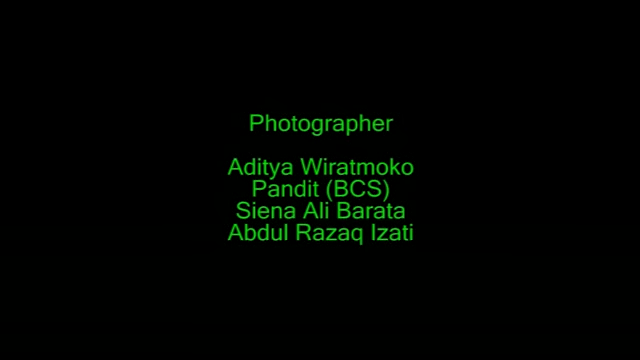 Photographer
Aditya Wiratmoko
Pandit (BCS)
Siena Ali Barata
Abdul Razaq Izati